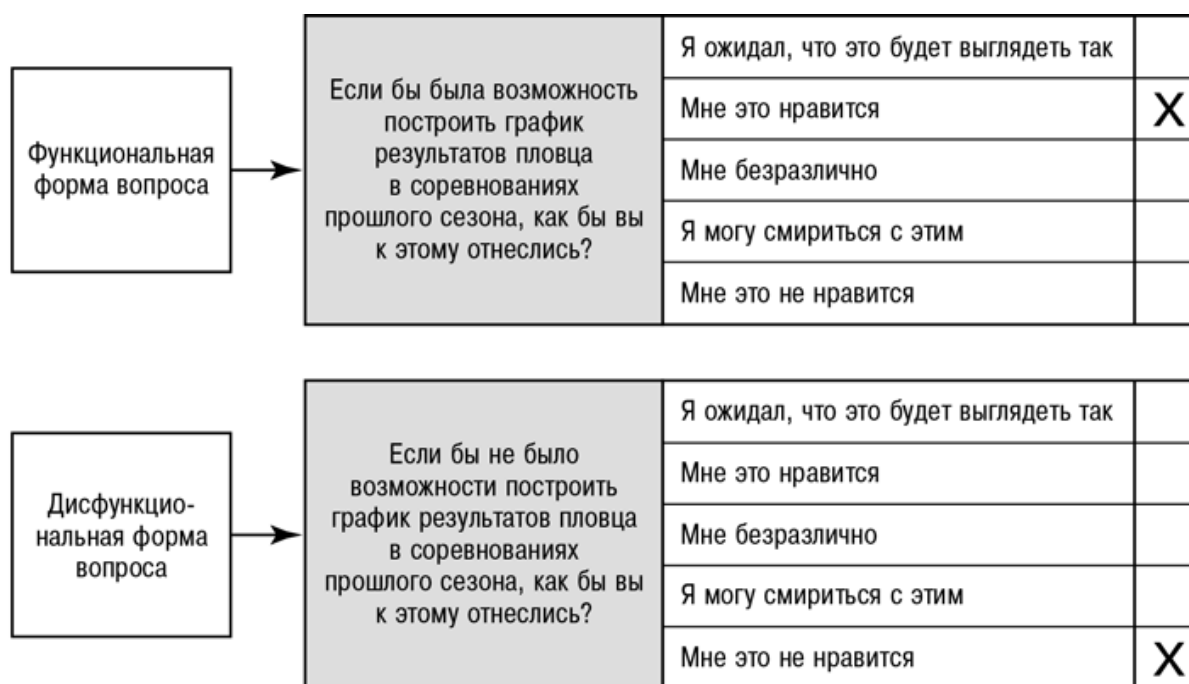 Функциональная
форма вопроса
Если бы была возможность
построить график
результатов пловца
в соревнованиях
прошлого сезона, как бы вы
к этому отнеслись?
Я ожидал, что это будет выглядеть так
Мне это нравится
X
Мне безразлично
Я могу смириться с этим
Мне это не нравится
Дисфункцио-
нальная форма
вопроса
Если бы не было
возможности построить
график результатов пловца
в соревнованиях
прошлого сезона, как бы вы
к этому отнеслись?
Я ожидал, что это будет выглядеть так
Мне это нравится
Мне безразлично
Я могу смириться с этим
Мне это не нравится
X